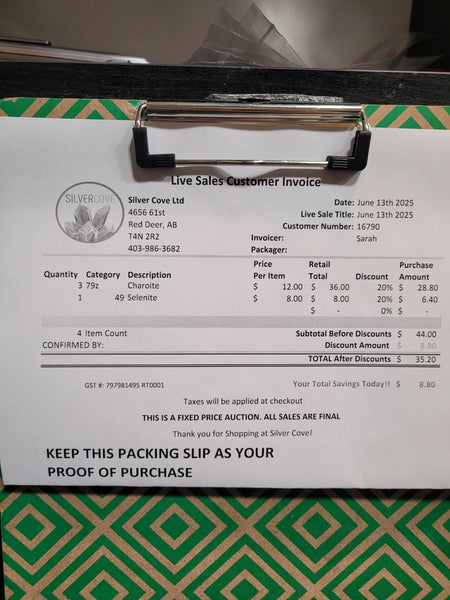 Live Sales Customer Invoice
SILVERCOVE
Silver Cove Ltd
4656 61st
Red Deer, AB
T4N 2R2
403-986-3682
Date: June 13th 2025
Live Sale Title: June 13th 2025
Customer Number: 16790
Invoicer: Sarah
Packager:
Quantity Category Description Price Per Item Retail Total Discount Purchase Amount
3 79z Charoite $ 12.00 $ 36.00 20% $ 28.80
1 49 Selenite $ 8.00 $ 8.00 20% $ 6.40
$ - 0% $ -
4 Item Count Subtotal Before Discounts $ 44.00
CONFIRMED BY: Discount Amount $ 8.80
TOTAL After Discounts $ 35.20
GST #: 797981495 RT0001 Your Total Savings Today!! $ 8.80
Taxes will be applied at checkout
THIS IS A FIXED PRICE AUCTION. ALL SALES ARE FINAL
Thank you for Shopping at Silver Cove!
KEEP THIS PACKING SLIP AS YOUR
PROOF OF PURCHASE